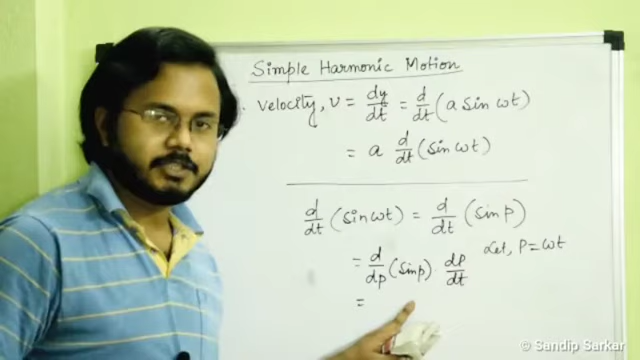 Simple Harmonic Motion
. Velocity, v = dy/dt = d/dt (a sin ωt)
= a d/dt (sin ωt)
d/dt (sin ωt) = d/dt (sin p)
= d/dp (sin p) · dp/dt Let, P = ωt
=
© Sandip Sarkar